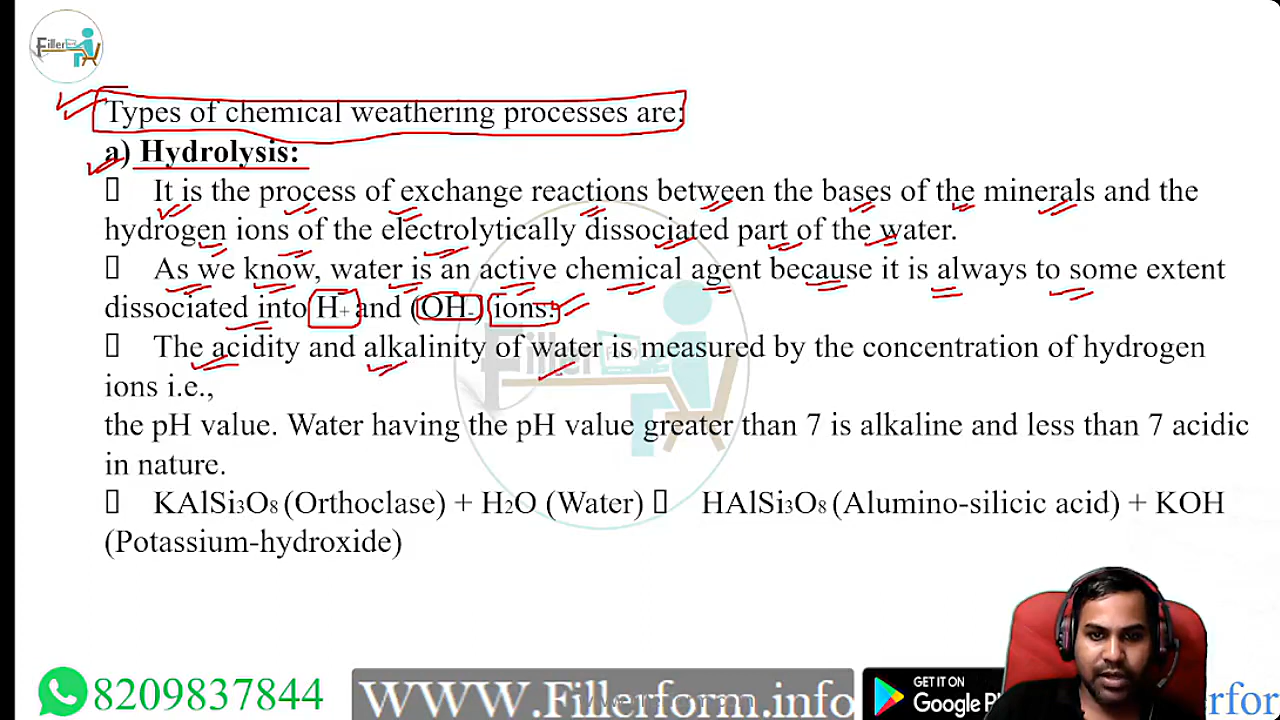 Filler
Types of chemical weathering processes are:
a) Hydrolysis:
▯ It is the process of exchange reactions between the bases of the minerals and the
hydrogen ions of the electrolytically dissociated part of the water.
▯ As we know, water is an active chemical agent because it is always to some extent
dissociated into H+ and (OH-) ions.
▯ The acidity and alkalinity of water is measured by the concentration of hydrogen
ions i.e.,
the pH value. Water having the pH value greater than 7 is alkaline and less than 7 acidic
in nature.
▯ KAlSi3O8 (Orthoclase) + H2O (Water) ▯ HAlSi3O8 (Alumino-silicic acid) + KOH
(Potassium-hydroxide)
8209837844
WWW.Fillerform.info
GET IT ON
Google P
erfor